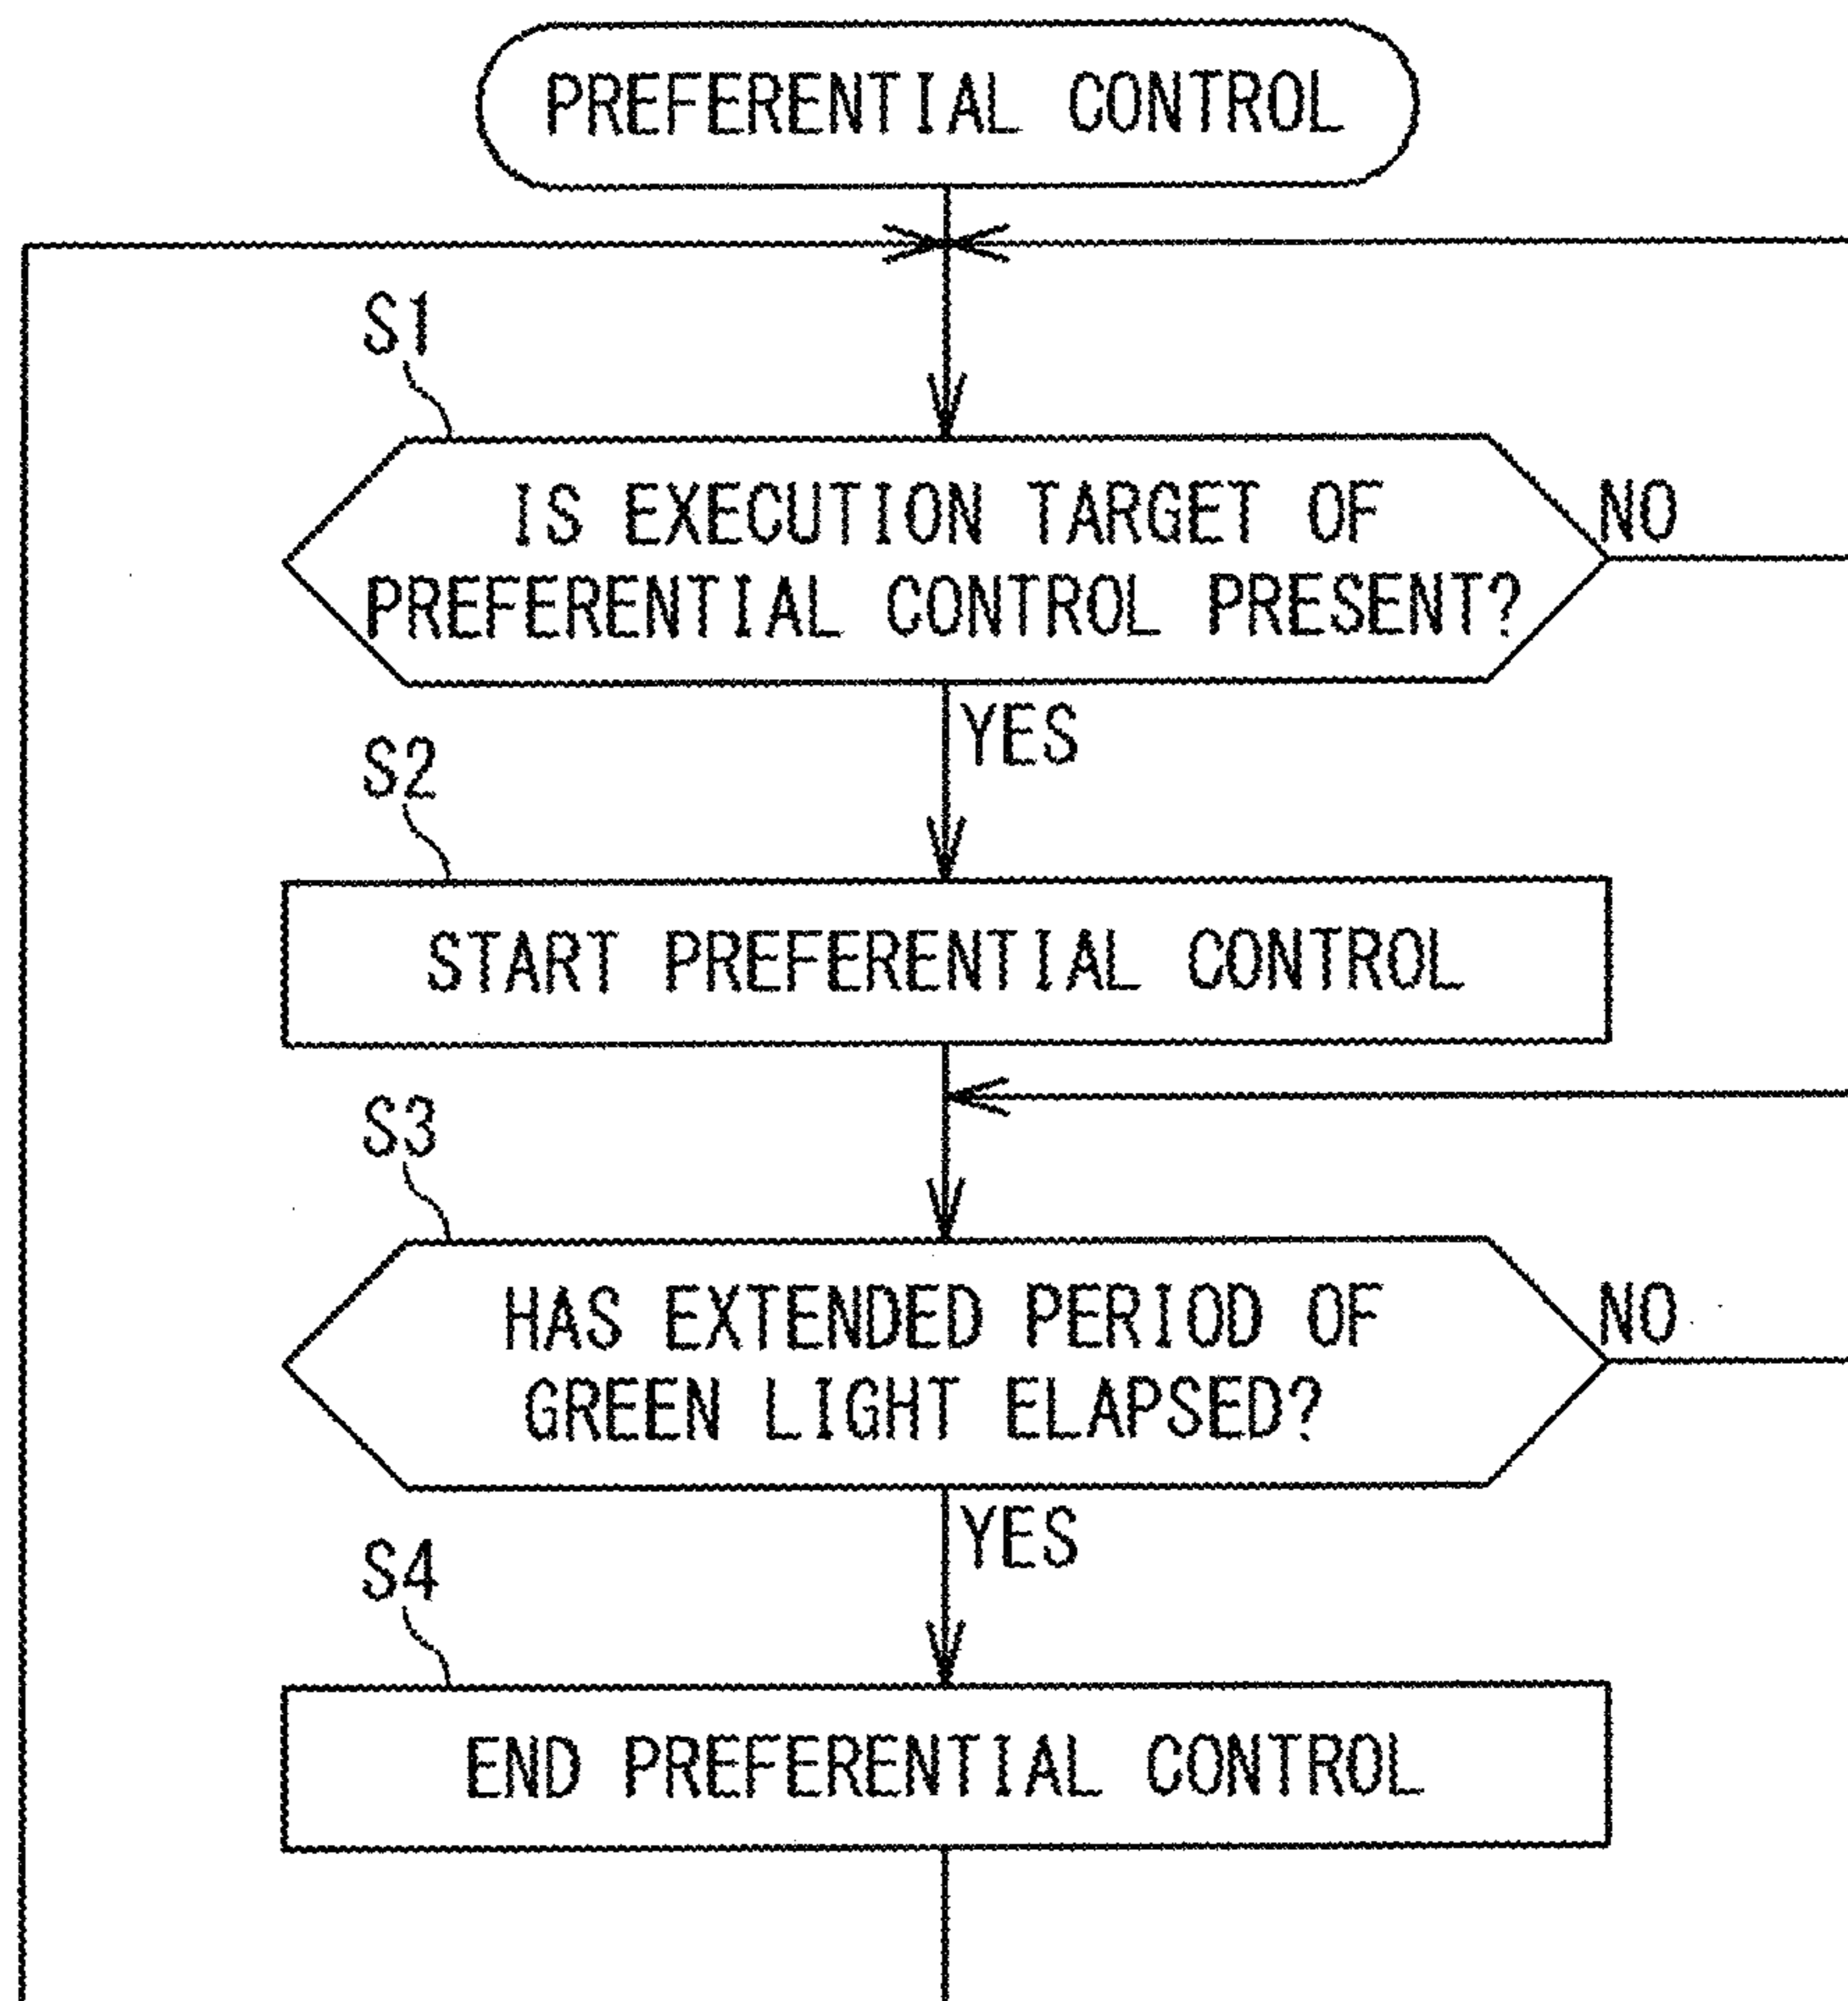 PREFERENTIAL CONTROL
S1
IS EXECUTION TARGET OF
PREFERENTIAL CONTROL PRESENT?
NO
YES
S2
START PREFERENTIAL CONTROL
S3
HAS EXTENDED PERIOD OF
GREEN LIGHT ELAPSED?
NO
YES
S4
END PREFERENTIAL CONTROL